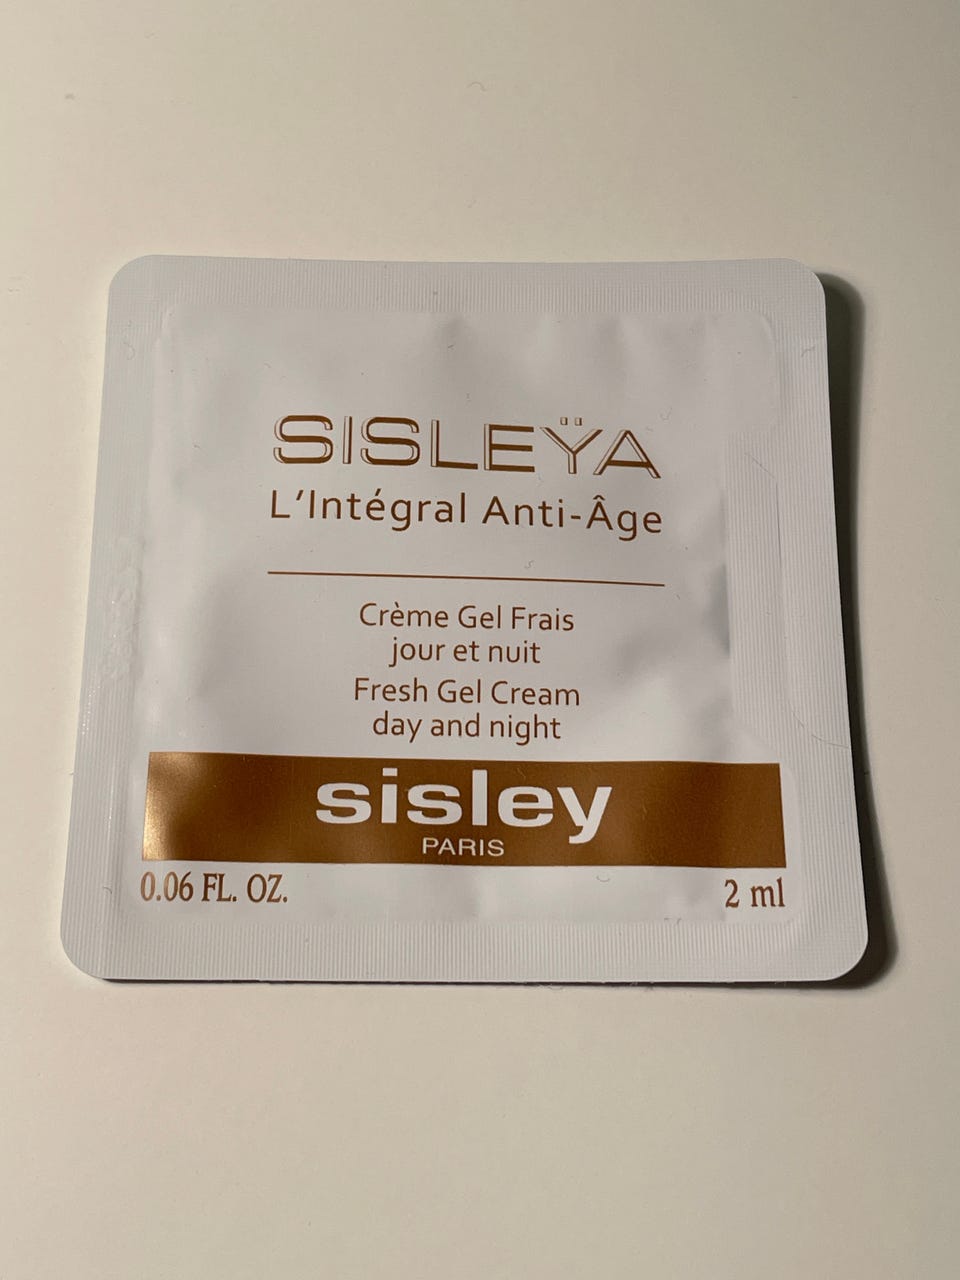 SISLEŸA
L'Intégral Anti-Âge
Crème Gel Frais
jour et nuit
Fresh Gel Cream
day and night
sisley
PARIS
0.06 FL. OZ. 2 ml